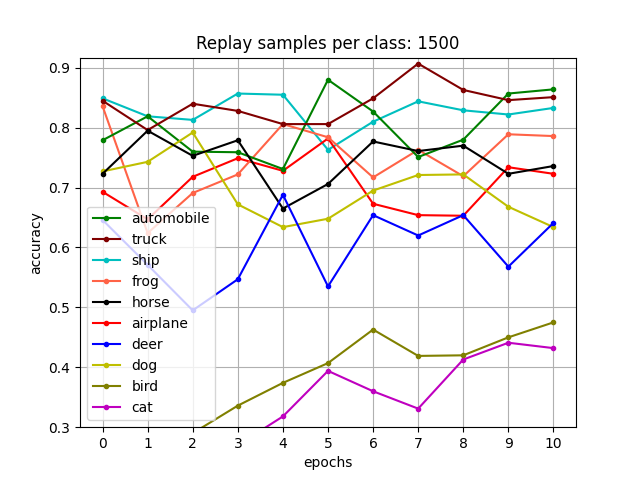 Replay samples per class: 1500
0.9
0.8
0.7
0.6
0.5
0.4
0.3
accuracy
automobile
truck
ship
frog
horse
airplane
deer
dog
bird
cat
0 1 2 3 4 5 6 7 8 9 10
epochs